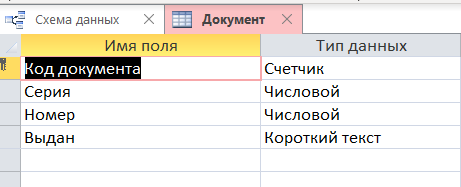 Схема данных Документ
Имя поля Тип данных
Код документа Счетчик
Серия Числовой
Номер Числовой
Выдан Короткий текст